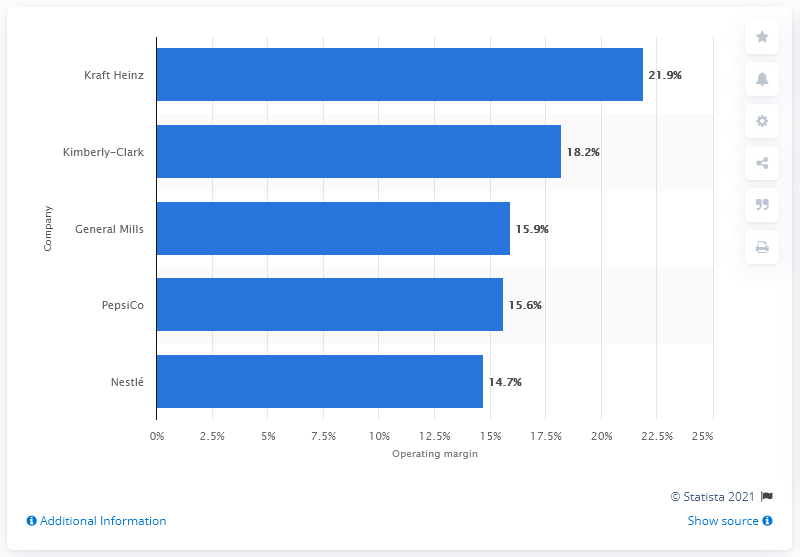 Kraft Heinz
21.9%
Kimberly-Clark
18.2%
General Mills
15.9%
PepsiCo
15.6%
Nestlé
14.7%
Company
0% 2.5% 5% 7.5% 10% 12.5% 15% 17.5% 20% 22.5% 25%
Operating margin
© Statista 2021
Additional Information
Show source